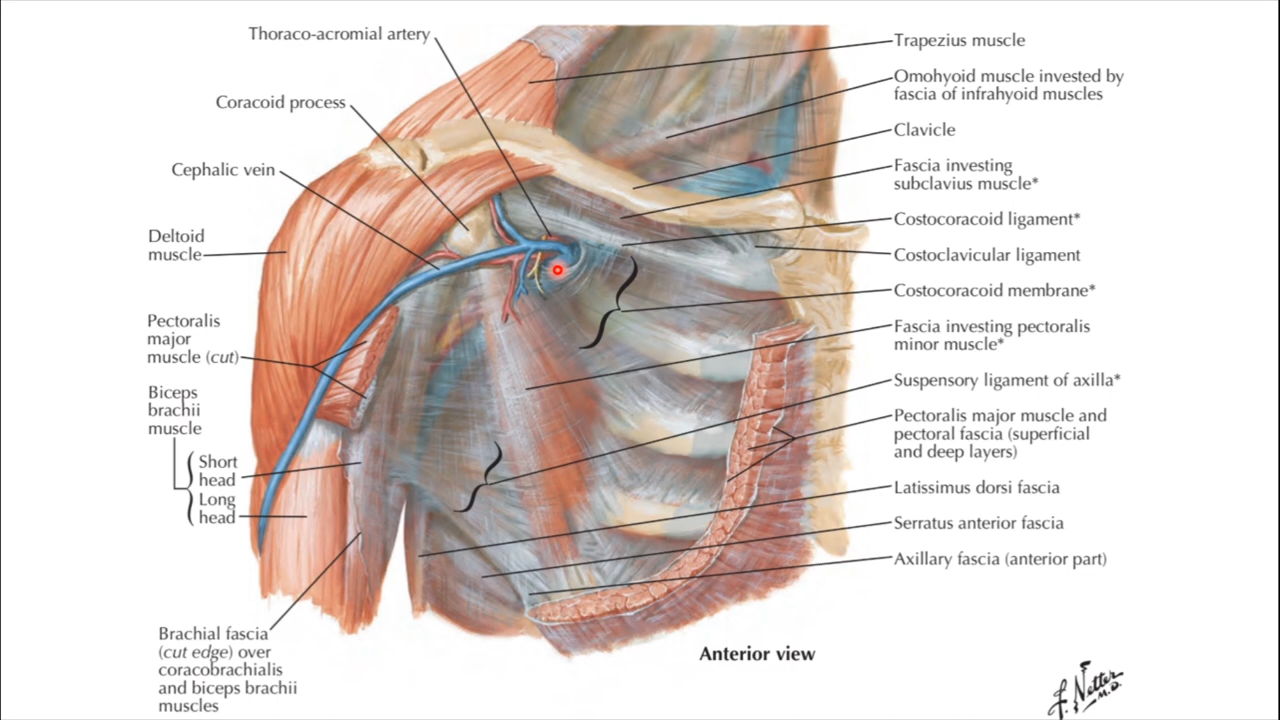 Thoraco-acromial artery
Coracoid process
Cephalic vein
Deltoid
muscle
Pectoralis
major
muscle (cut)
Biceps
brachii
muscle
Short
head
Long
head
Brachial fascia
(cut edge) over
coracobrachialis
and biceps brachii
muscles
Trapezius muscle
Omohyoid muscle invested by
fascia of infrahyoid muscles
Clavicle
Fascia investing
subclavius muscle*
Costocoracoid ligament*
Costoclavicular ligament
Costocoracoid membrane*
Fascia investing pectoralis
minor muscle*
Suspensory ligament of axilla*
Pectoralis major muscle and
pectoral fascia (superficial
and deep layers)
Latissimus dorsi fascia
Serratus anterior fascia
Axillary fascia (anterior part)
Anterior view
F. Netter
M.D.